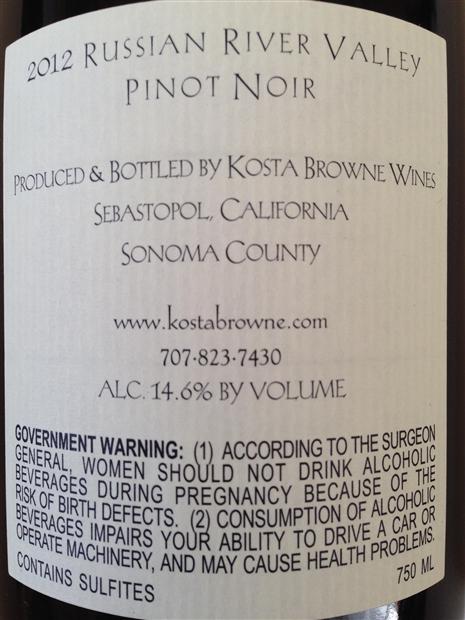 2012 RUSSIAN RIVER VALLEY
PINOT NOIR
PRODUCED & BOTTLED BY KOSTA BROWNE WINES
SEBASTOPOL, CALIFORNIA
SONOMA COUNTY
www.kostabrowne.com
707·823·7430
ALC. 14.6% BY VOLUME
GOVERNMENT WARNING: (1) ACCORDING TO THE SURGEON
GENERAL, WOMEN SHOULD NOT DRINK ALCOHOLIC
BEVERAGES DURING PREGNANCY BECAUSE OF THE
RISK OF BIRTH DEFECTS. (2) CONSUMPTION OF ALCOHOLIC
BEVERAGES IMPAIRS YOUR ABILITY TO DRIVE A CAR OR
OPERATE MACHINERY, AND MAY CAUSE HEALTH PROBLEMS.
CONTAINS SULFITES 750 ML